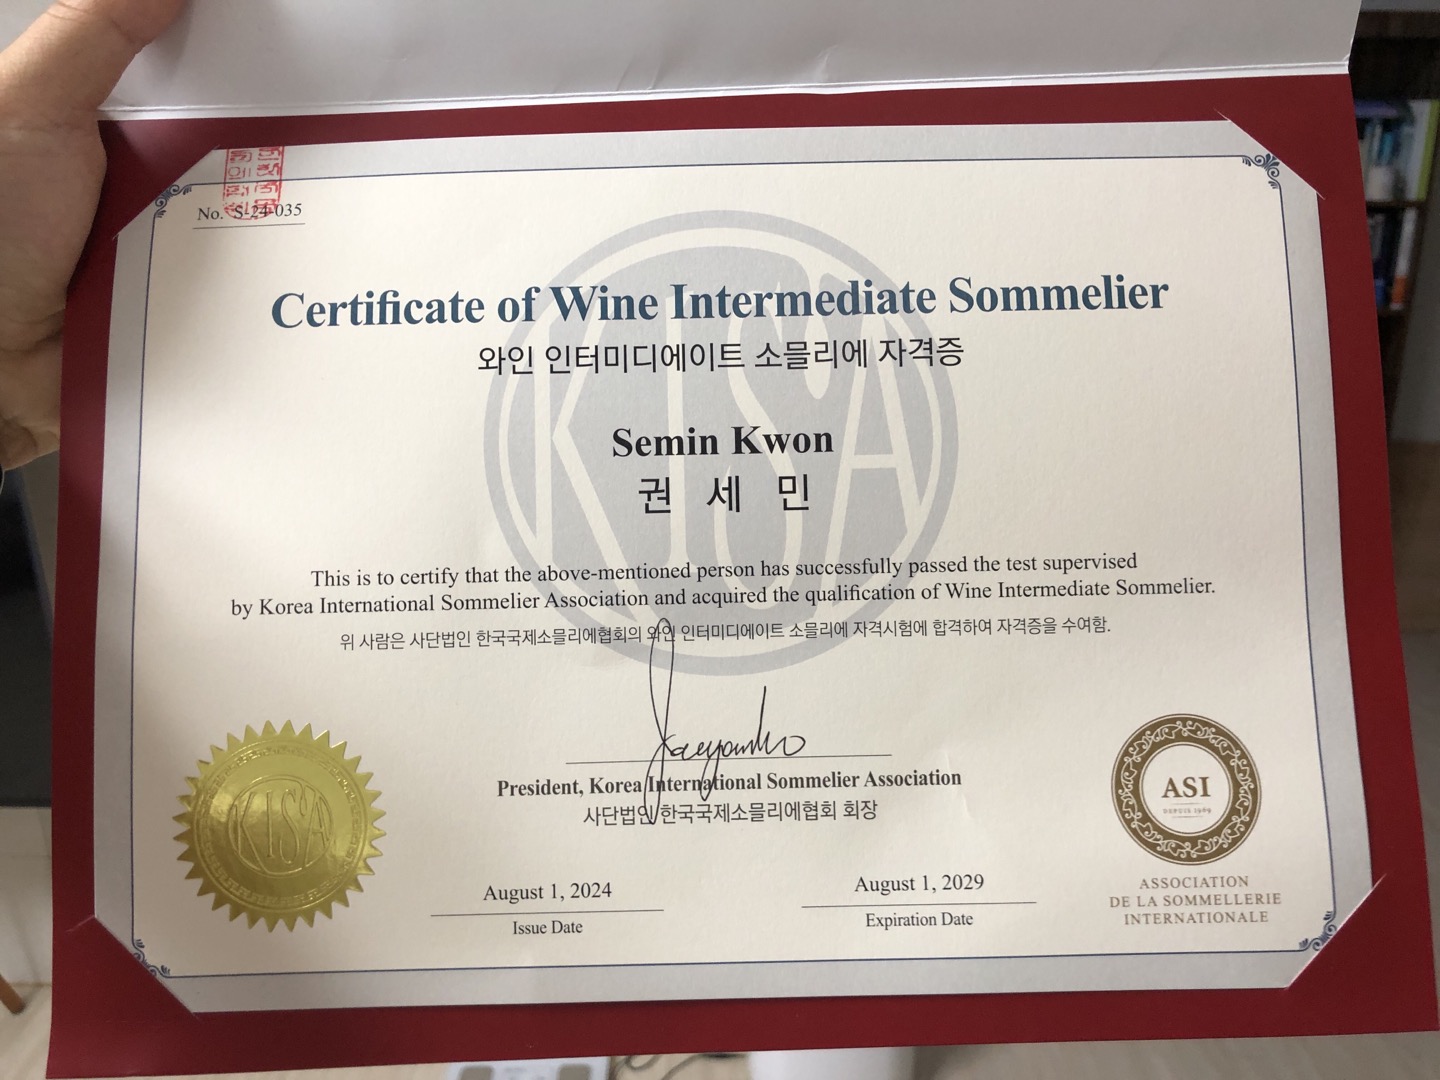 No. S-24-035
Certificate of Wine Intermediate Sommelier
와인 인터미디에이트 소믈리에 자격증
KISA
Semin Kwon
권 세 민
This is to certify that the above-mentioned person has successfully passed the test supervised
by Korea International Sommelier Association and acquired the qualification of Wine Intermediate Sommelier.
위 사람은 사단법인 한국국제소믈리에협회의 와인 인터미디에이트 소믈리에 자격시험에 합격하여 자격증을 수여함.
President, Korea International Sommelier Association
사단법인 한국국제소믈리에협회 회장
KISA
August 1, 2024
Issue Date
August 1, 2029
Expiration Date
ASI
DEPUIS 1969
ASSOCIATION
DE LA SOMMELLERIE
INTERNATIONALE